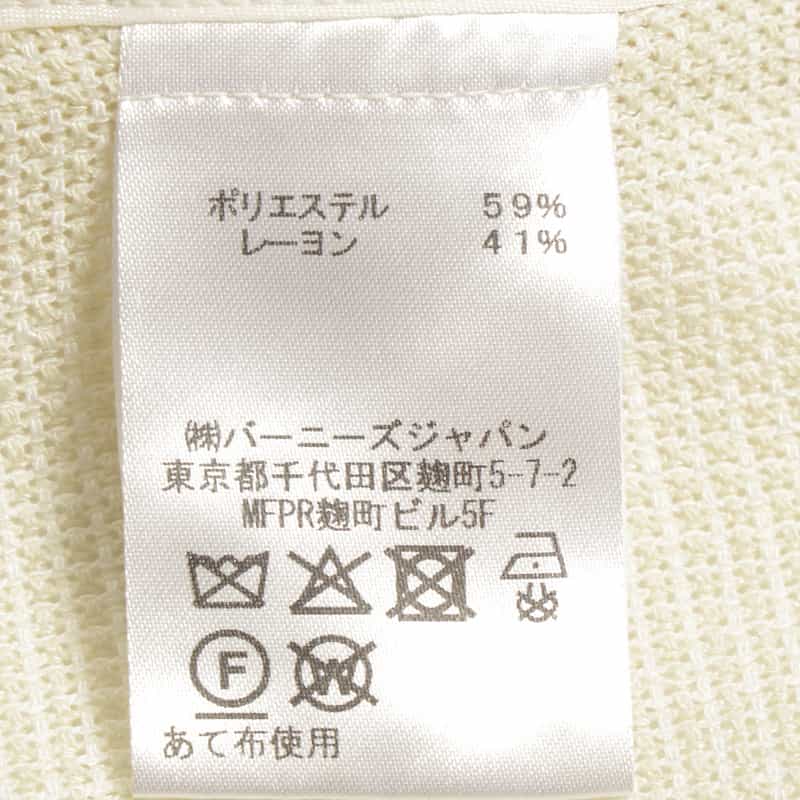 ポリエステル 59%
レーヨン 41%
㈱バーニーズジャパン
東京都千代田区麹町5-7-2
MFPR麹町ビル5F
F W
あて布使用